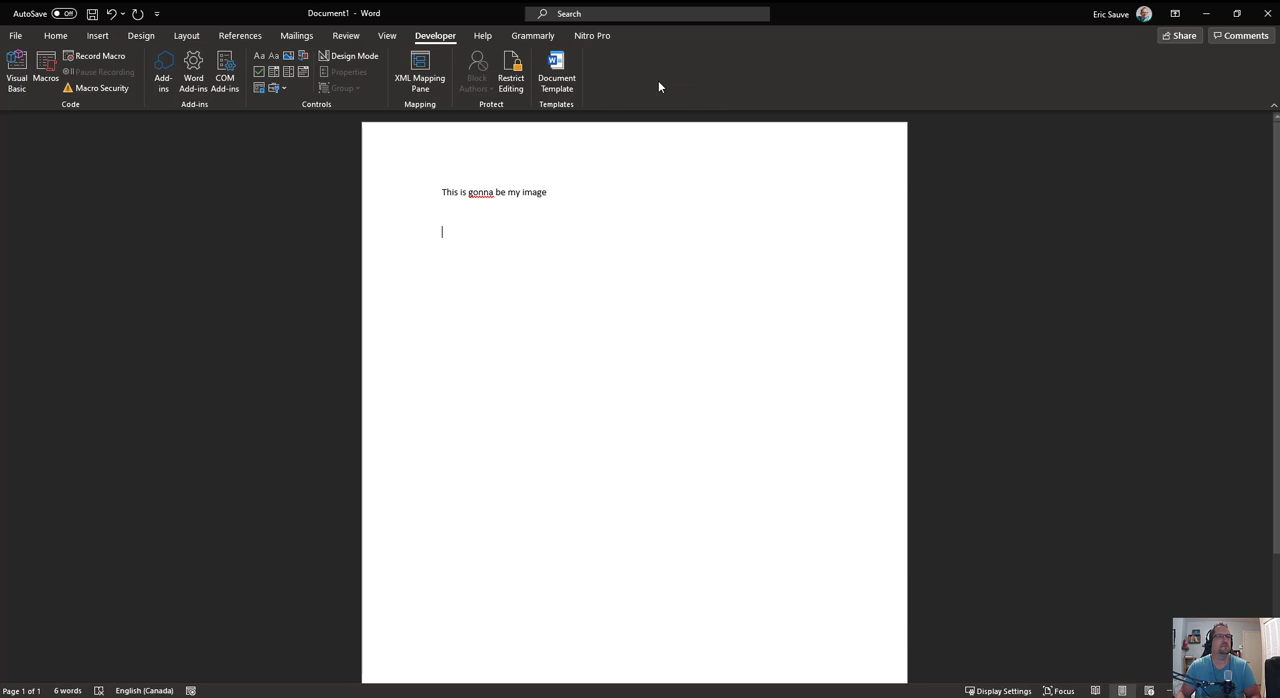 AutoSave Off Document1 - Word Search Eric Sauve
File Home Insert Design Layout References Mailings Review View Developer Help Grammarly Nitro Pro Share Comments
Visual Basic
Macros
Record Macro
Pause Recording
Macro Security
Code
Add-ins
Word Add-ins
COM Add-ins
Add-ins
Aa Aa
Design Mode
Properties
Group
Controls
XML Mapping Pane
Mapping
Block Authors
Restrict Editing
Protect
Document Template
Templates
This is gonna be my image
Page 1 of 1 6 words English (Canada) Display Settings Focus